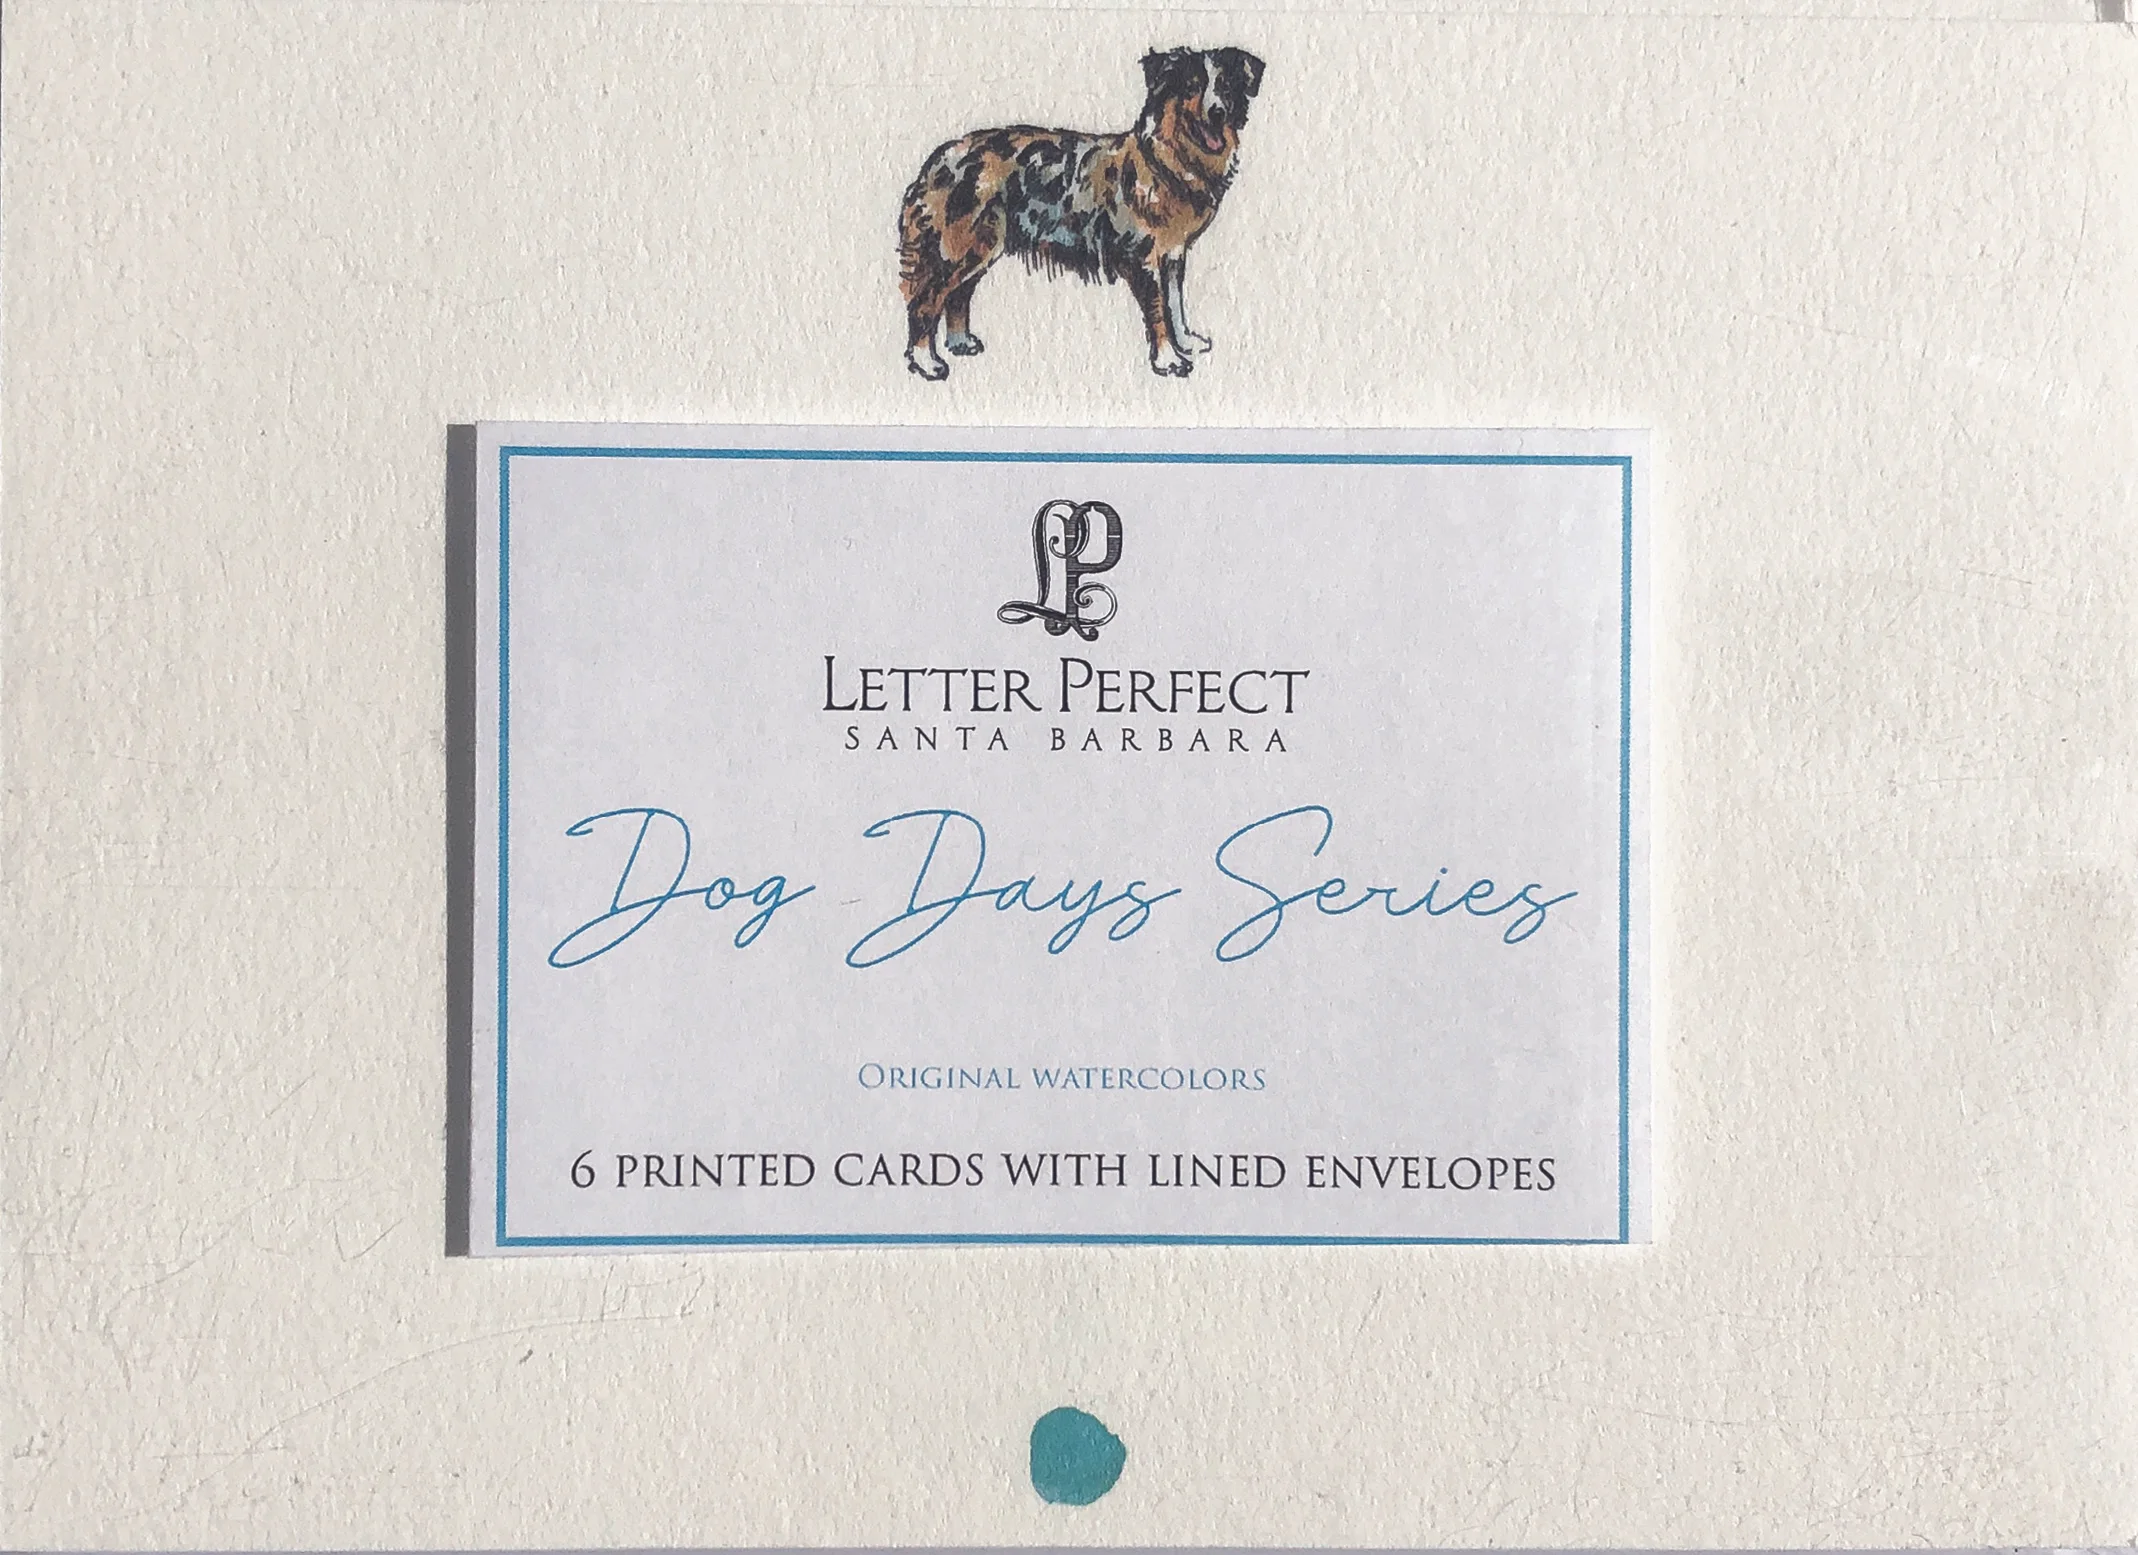 LP
LETTER PERFECT
SANTA BARBARA
Dog Days Series
ORIGINAL WATERCOLORS
6 PRINTED CARDS WITH LINED ENVELOPES